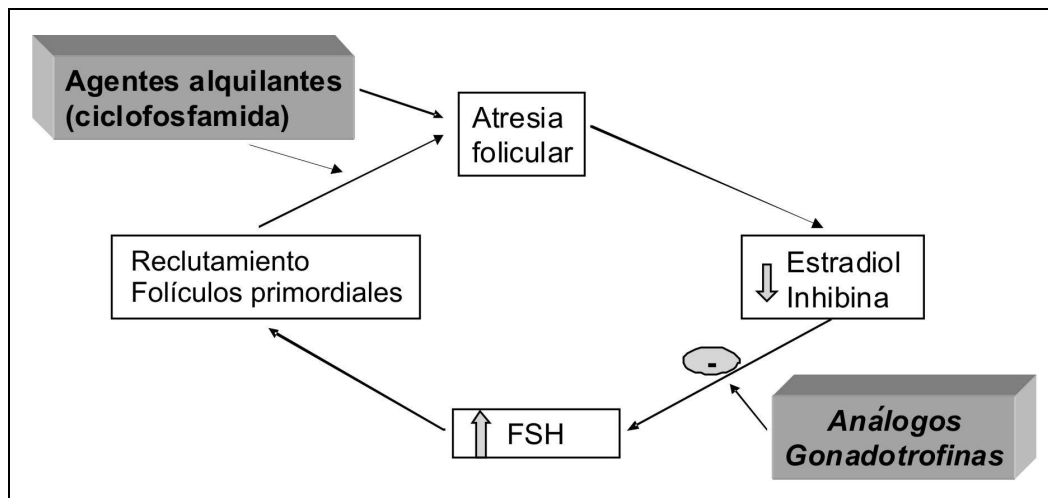 Agentes alquilantes
(ciclofosfamida)
Atresia
folicular
Reclutamiento
Folículos primordiales
Estradiol
Inhibina
-
FSH
Análogos
Gonadotrofinas